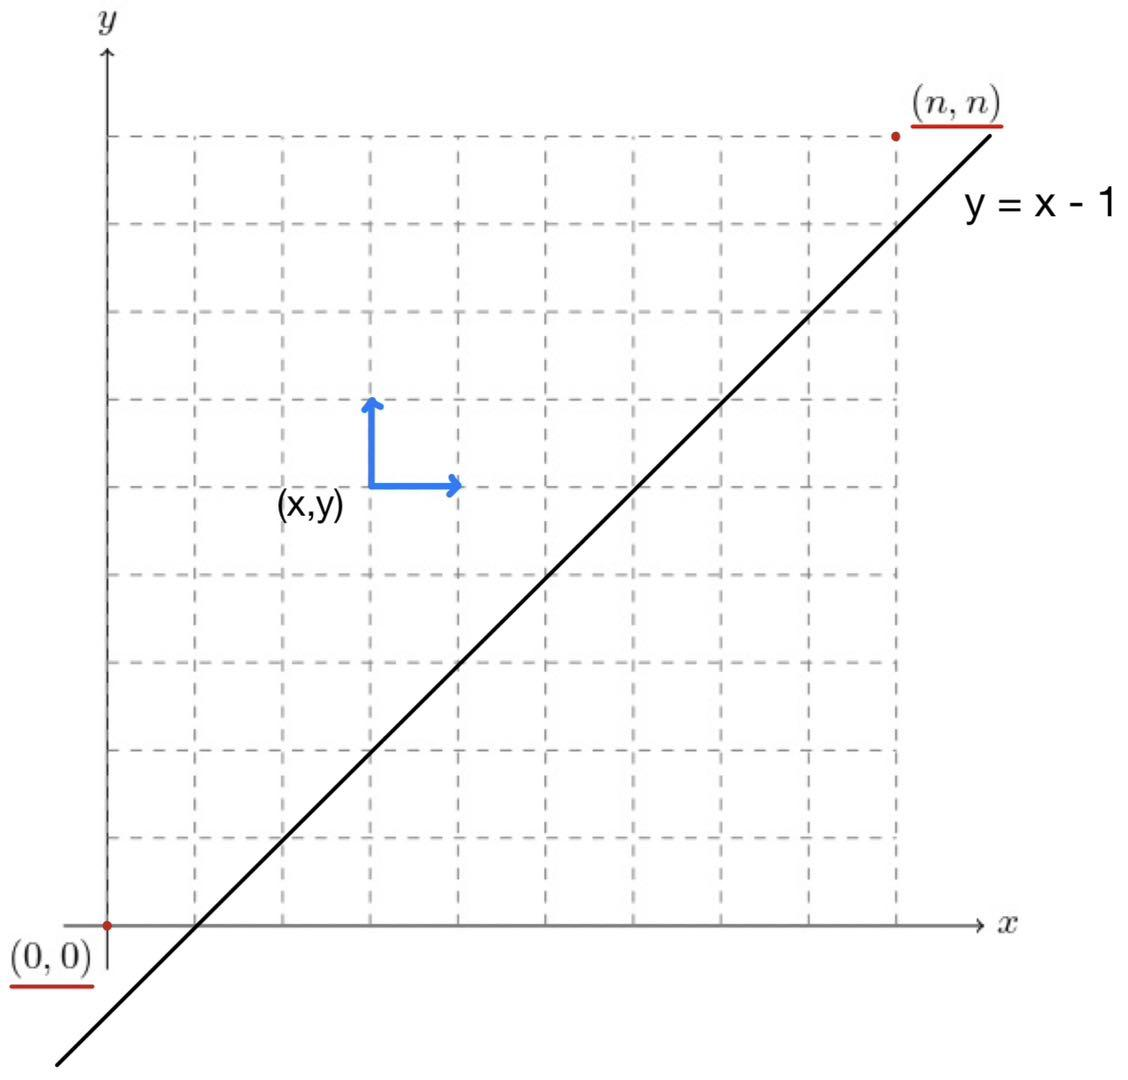 y
(n, n)
y = x - 1
(x,y)
x
(0, 0)